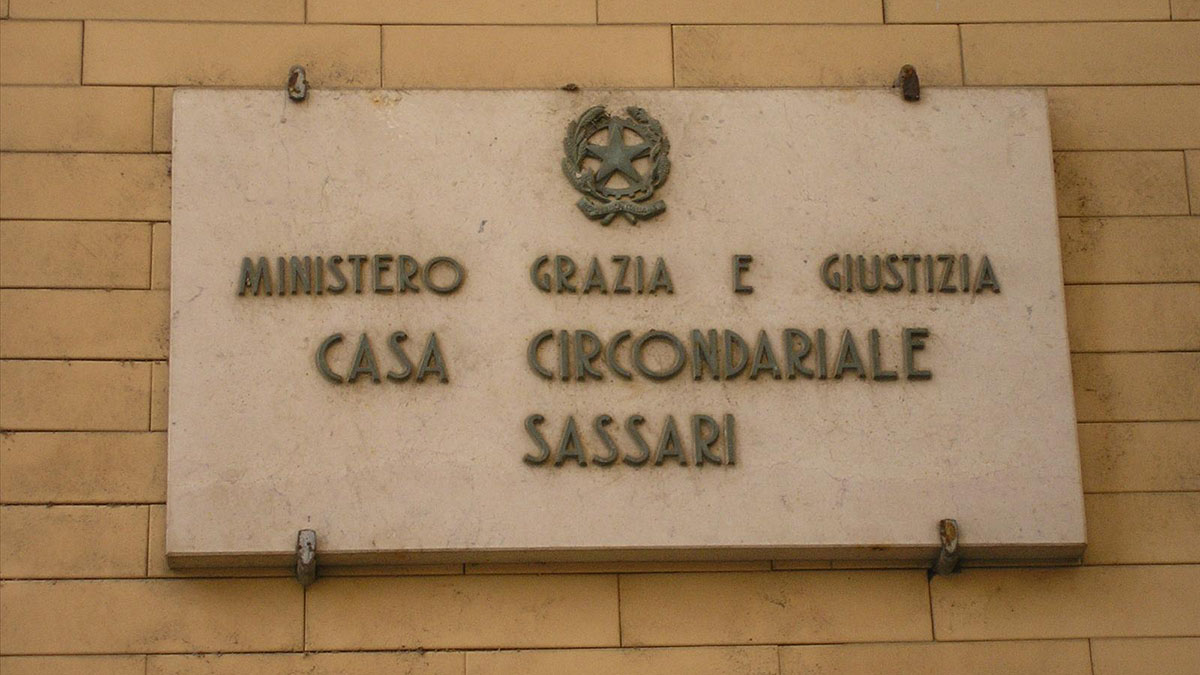 MINISTERO GRAZIA E GIUSTIZIA
CASA CIRCONDARIALE
SASSARI